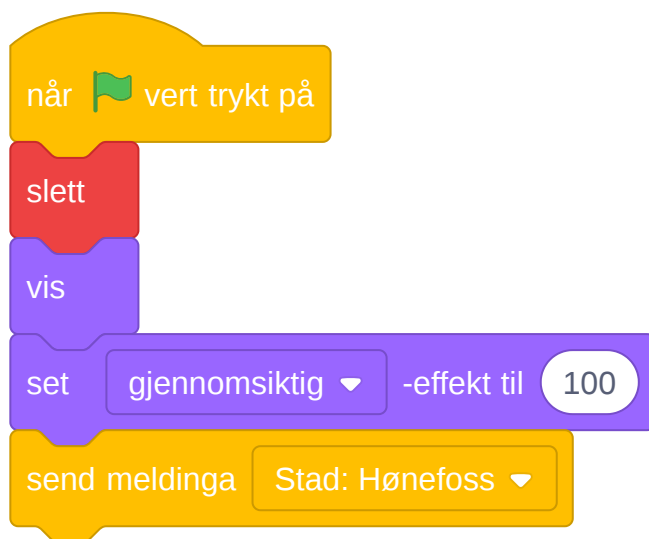 når vert trykt på
slett
vis
set gjennomsiktig -effekt til 100
send meldinga Stad: Hønefoss